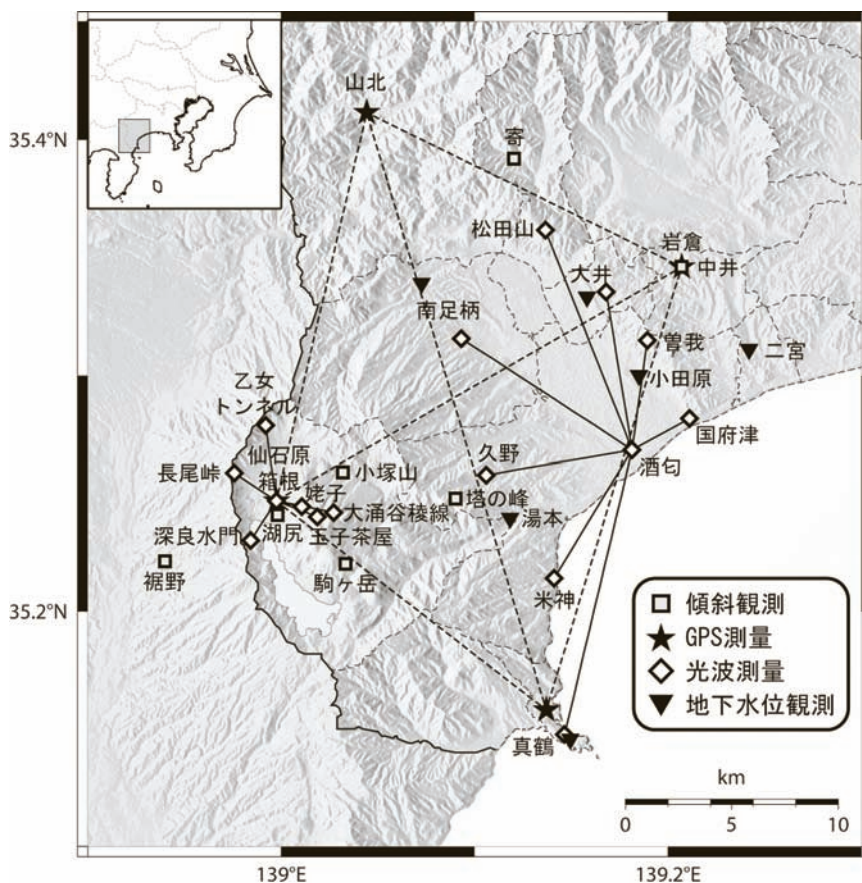 山北
35.4°N
寄
松田山
岩倉
中井
大井
南足柄
曽我
二宮
小田原
乙女
トンネル
国府津
仙石原
久野
酒匂
長尾峠
箱根
小塚山
姥子
塔の峰
大涌谷稜線
湯本
湖尻
玉子茶屋
深良水門
裾野
駒ヶ岳
米神
35.2°N
傾斜観測
GPS測量
光波測量
地下水位観測
真鶴
km
0 5 10
139°E
139.2°E